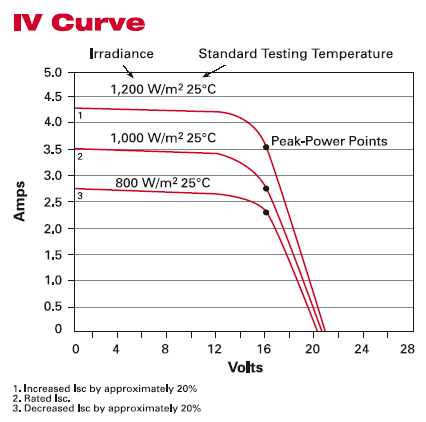 IV Curve
Irradiance Standard Testing Temperature
5.0
1,200 W/m² 25°C
4.5
1
4.0
1,000 W/m² 25°C
Peak-Power Points
3.5
2
3.0
800 W/m² 25°C
3
2.5
2.0
1.5
1.0
0.5
0
Amps
0 4 8 12 16 20 24 28
Volts
1. Increased Isc by approximately 20%
2. Rated Isc.
3. Decreased Isc by approximately 20%